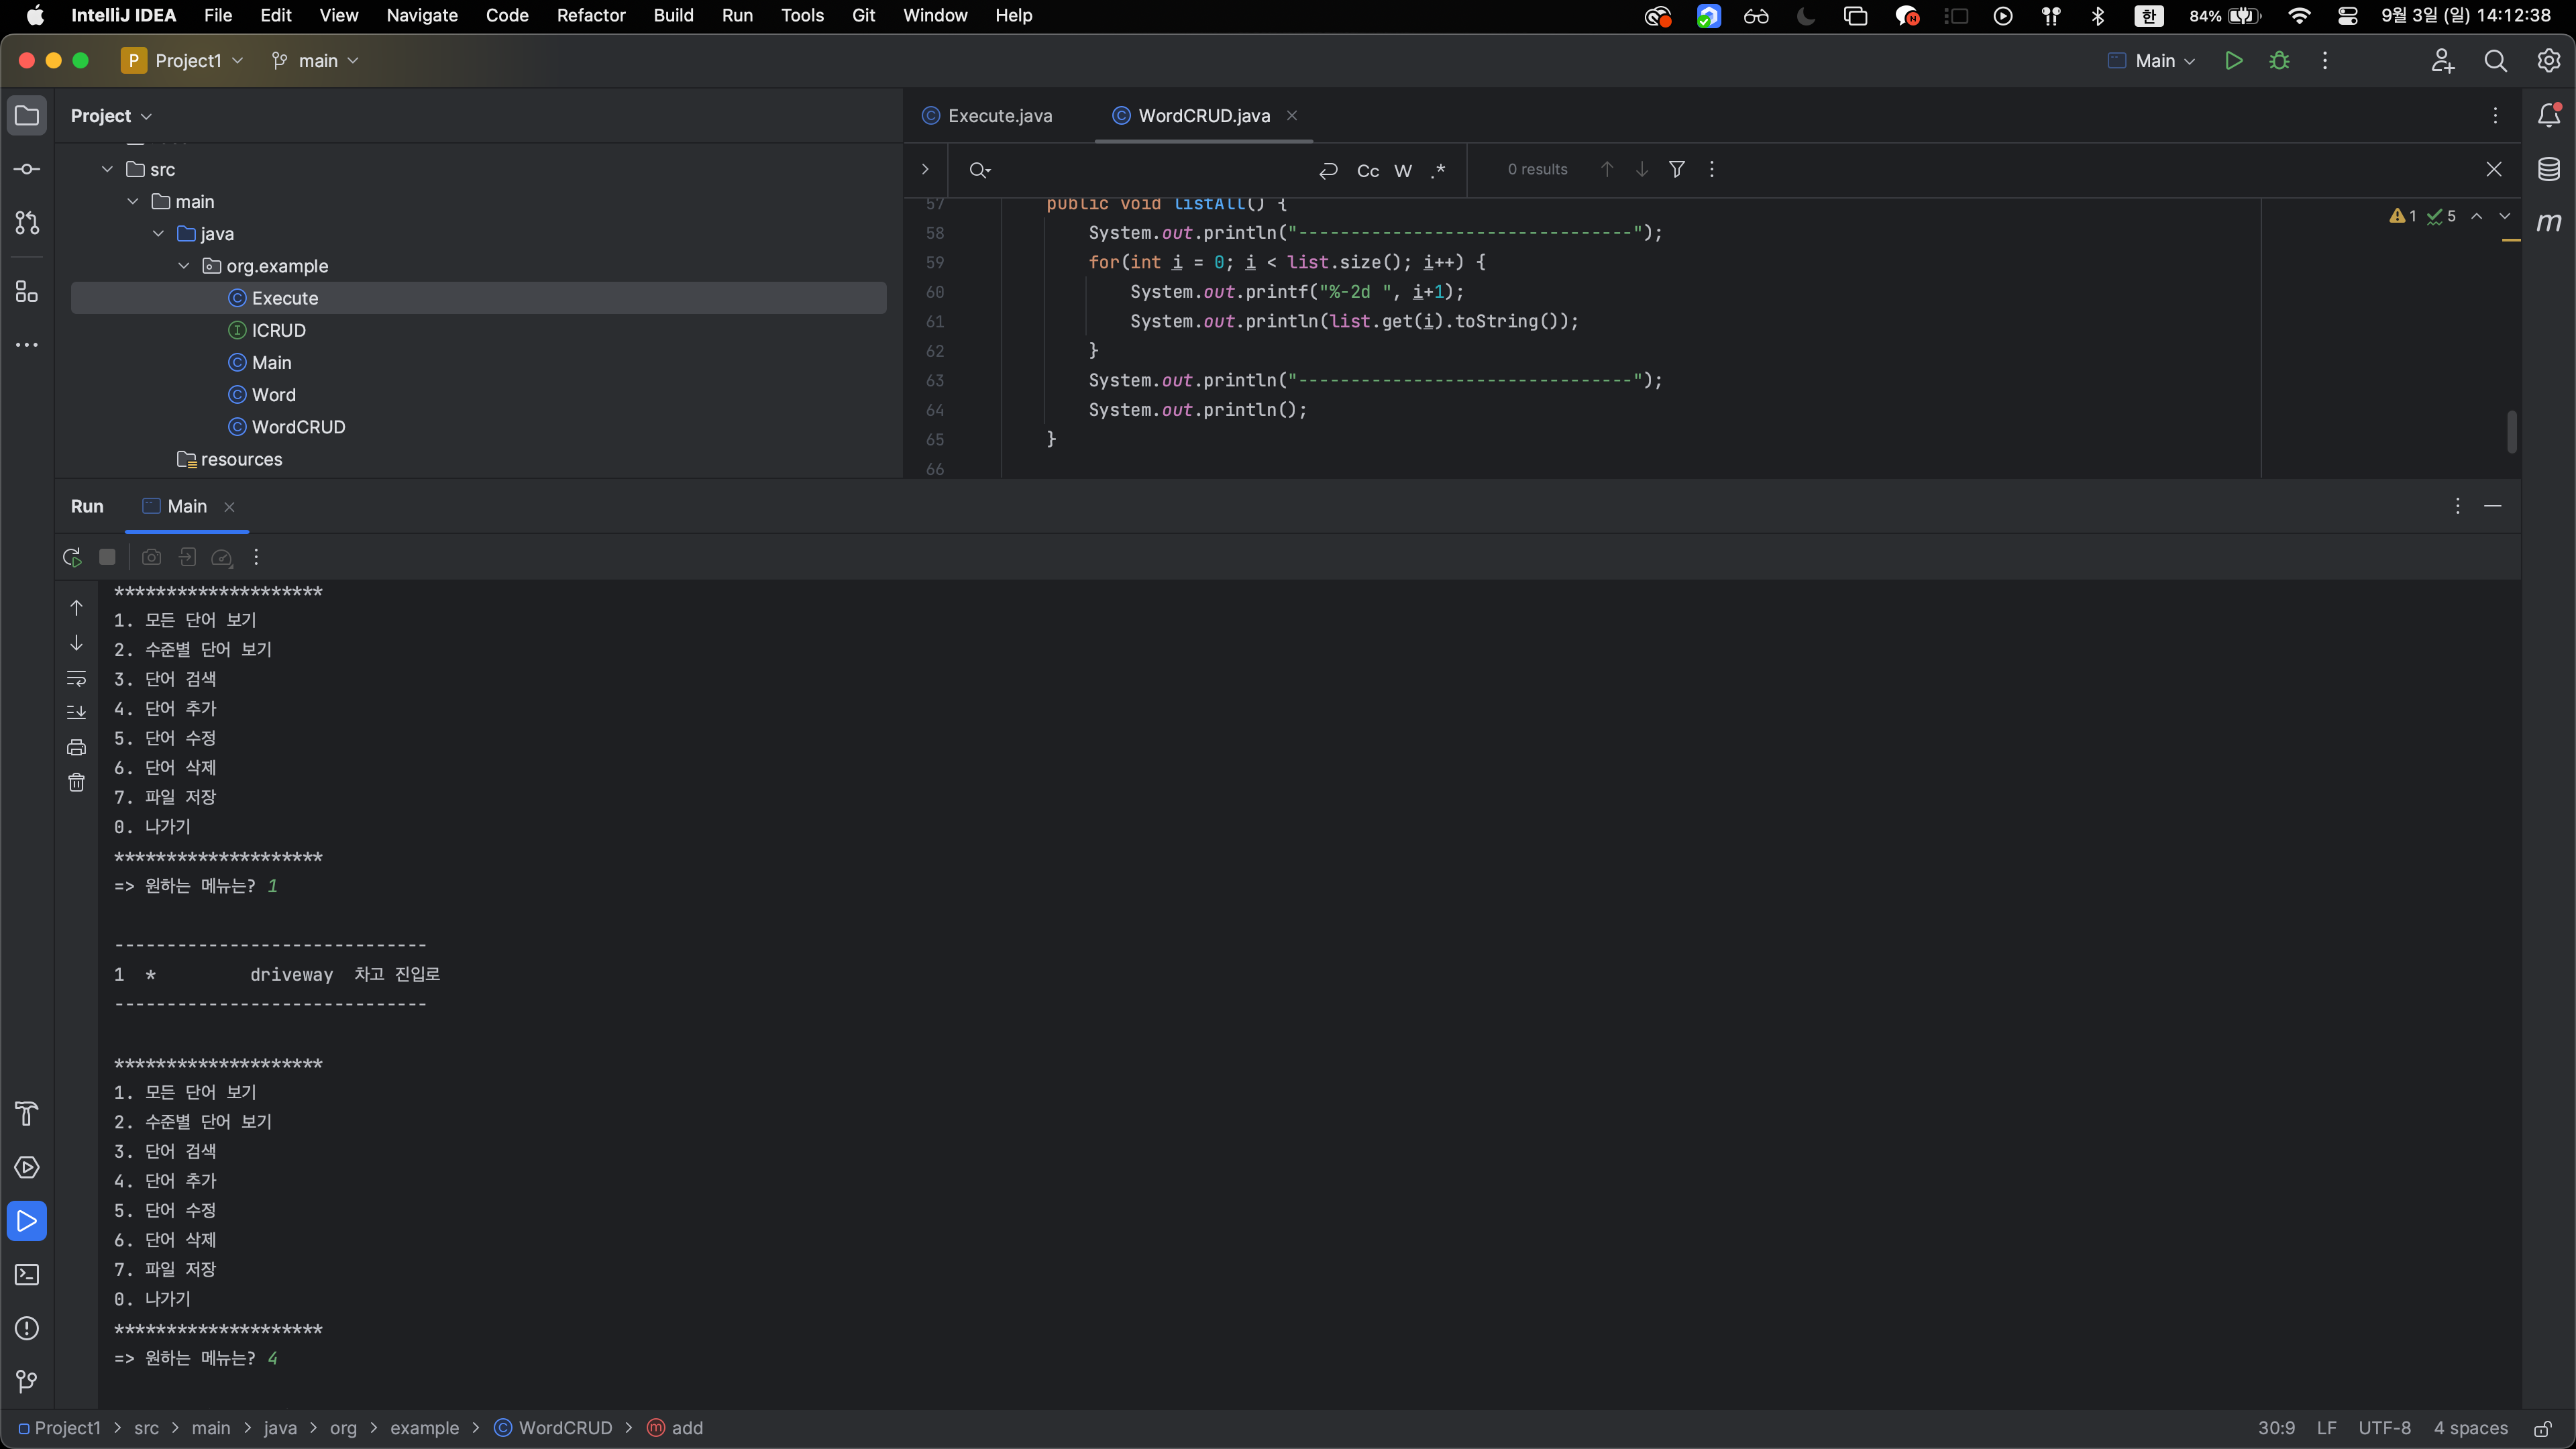 IntelliJ IDEA File Edit View Navigate Code Refactor Build Run Tools Git Window Help 한 84% 9월 3일 (일) 14:12:38
P Project1 main Main
Project
Execute.java WordCRUD.java
src
main
java
org.example
Execute
ICRUD
Main
Word
WordCRUD
resources
Cc W .* 0 results
57 public void listAll() {
58 System.out.println("--------------------------------");
59 for(int i = 0; i < list.size(); i++) {
60 System.out.printf("%-2d ", i+1);
61 System.out.println(list.get(i).toString());
62 }
63 System.out.println("--------------------------------");
64 System.out.println();
65 }
66
1 5
m
Run Main
********************
1. 모든 단어 보기
2. 수준별 단어 보기
3. 단어 검색
4. 단어 추가
5. 단어 수정
6. 단어 삭제
7. 파일 저장
0. 나가기
********************
=> 원하는 메뉴는? 1
------------------------------
1 * driveway 차고 진입로
------------------------------
********************
1. 모든 단어 보기
2. 수준별 단어 보기
3. 단어 검색
4. 단어 추가
5. 단어 수정
6. 단어 삭제
7. 파일 저장
0. 나가기
********************
=> 원하는 메뉴는? 4
Project1 > src > main > java > org > example > WordCRUD > add 30:9 LF UTF-8 4 spaces